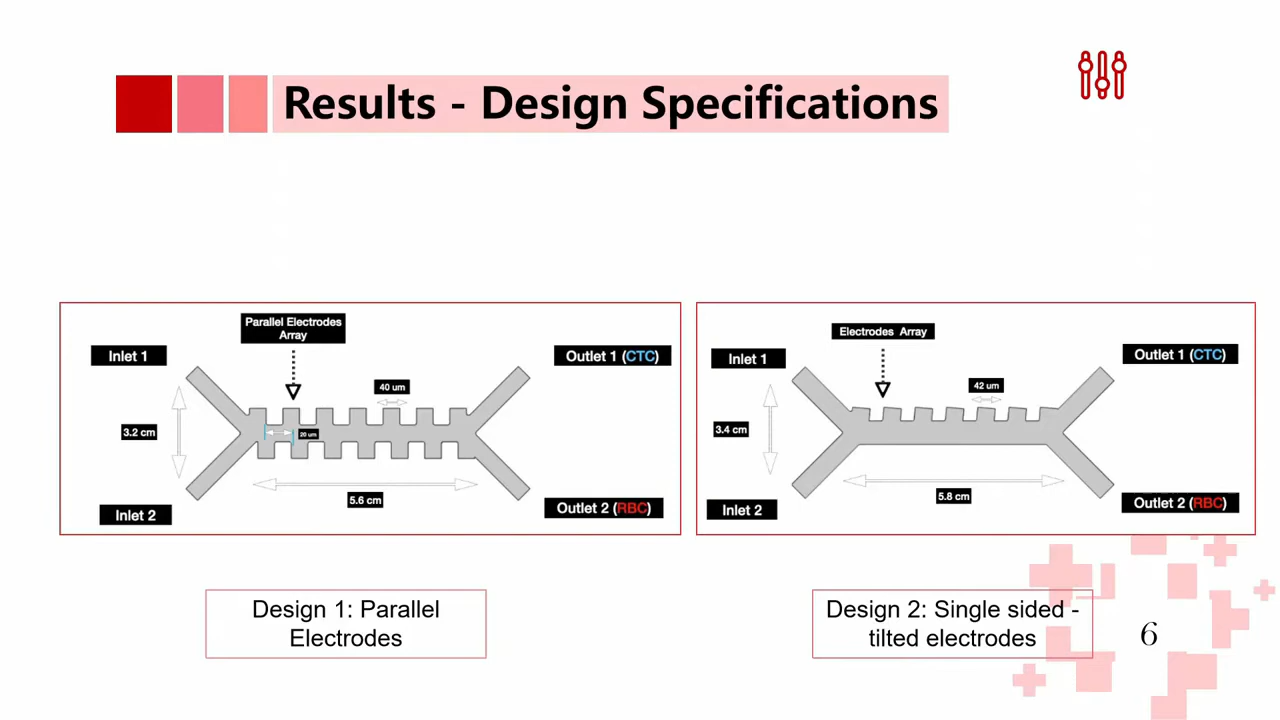 Results - Design Specifications
Parallel Electrodes
Array
Inlet 1
Outlet 1 (CTC)
40 um
3.2 cm
20 um
5.6 cm
Inlet 2
Outlet 2 (RBC)
Electrodes Array
Inlet 1
Outlet 1 (CTC)
42 um
3.4 cm
5.8 cm
Inlet 2
Outlet 2 (RBC)
Design 1: Parallel
Electrodes
Design 2: Single sided -
tilted electrodes
6